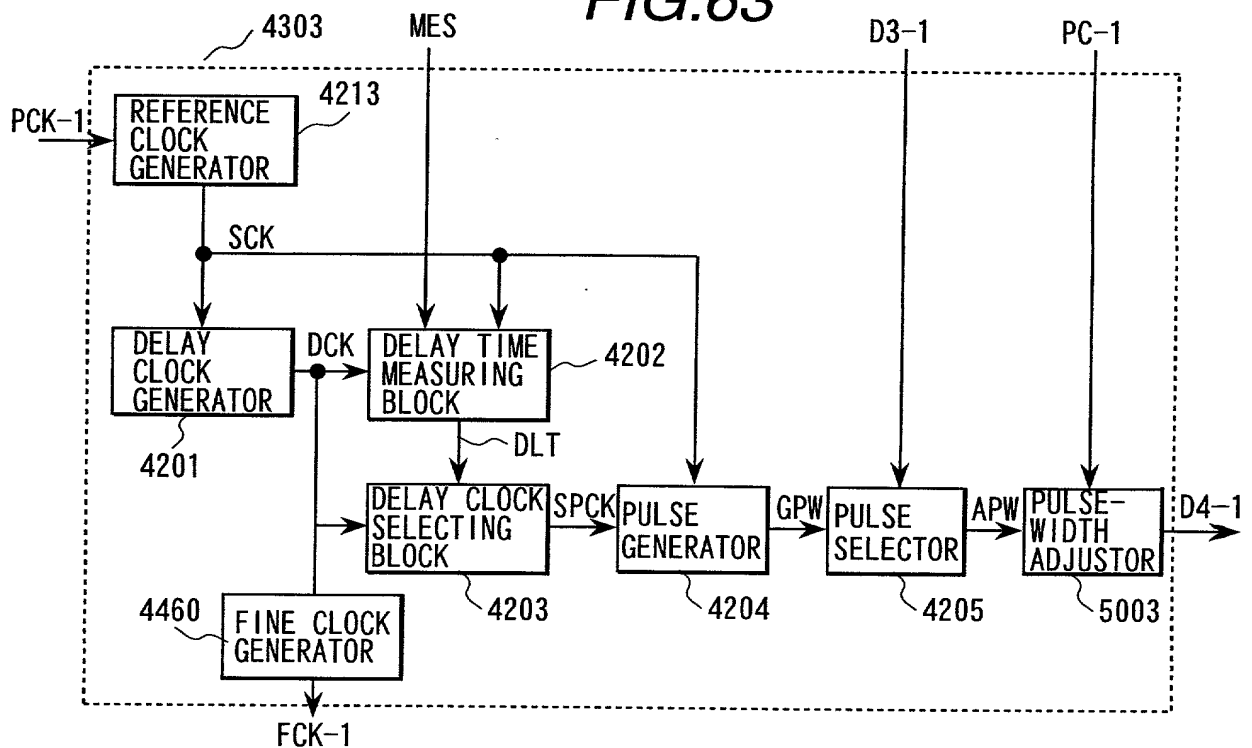 FIG.63
4303
MES
D3-1
PC-1
PCK-1
REFERENCE
CLOCK
GENERATOR
4213
SCK
DELAY
CLOCK
GENERATOR
4201
DCK
DELAY TIME
MEASURING
BLOCK
4202
DLT
DELAY CLOCK
SELECTING
BLOCK
4203
SPCK
PULSE
GENERATOR
4204
GPW
PULSE
SELECTOR
4205
APW
PULSE-
WIDTH
ADJUSTOR
5003
D4-1
4460
FINE CLOCK
GENERATOR
FCK-1